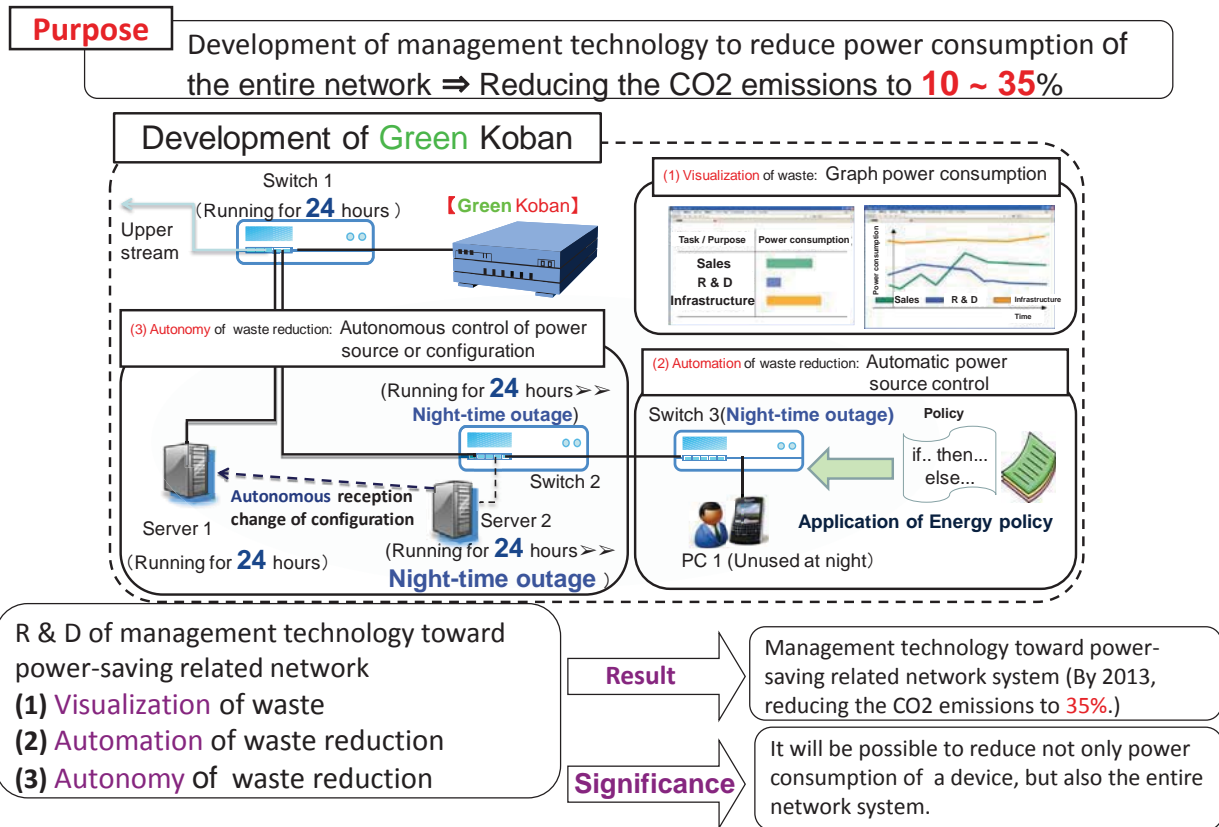 Purpose
Development of management technology to reduce power consumption of
the entire network ⇒ Reducing the CO2 emissions to 10 ~ 35%
Development of Green Koban
Switch 1
(Running for 24 hours )
【Green Koban】
Upper
stream
(1) Visualization of waste: Graph power consumption
Task / Purpose Power consumption
Sales
R & D
Infrastructure
Power consumption
Sales R & D Infrastructure
Time
(3) Autonomy of waste reduction: Autonomous control of power
source or configuration
(Running for 24 hours➢➢
Night-time outage)
Switch 2
Server 1
(Running for 24 hours)
Autonomous reception
change of configuration
Server 2
(Running for 24 hours➢➢
Night-time outage )
(2) Automation of waste reduction: Automatic power
source control
Switch 3(Night-time outage)
Policy
if.. then...
else...
Application of Energy policy
PC 1 (Unused at night)
R & D of management technology toward
power-saving related network
(1) Visualization of waste
(2) Automation of waste reduction
(3) Autonomy of waste reduction
Result
Management technology toward power-
saving related network system (By 2013,
reducing the CO2 emissions to 35%.)
Significance
It will be possible to reduce not only power
consumption of a device, but also the entire
network system.